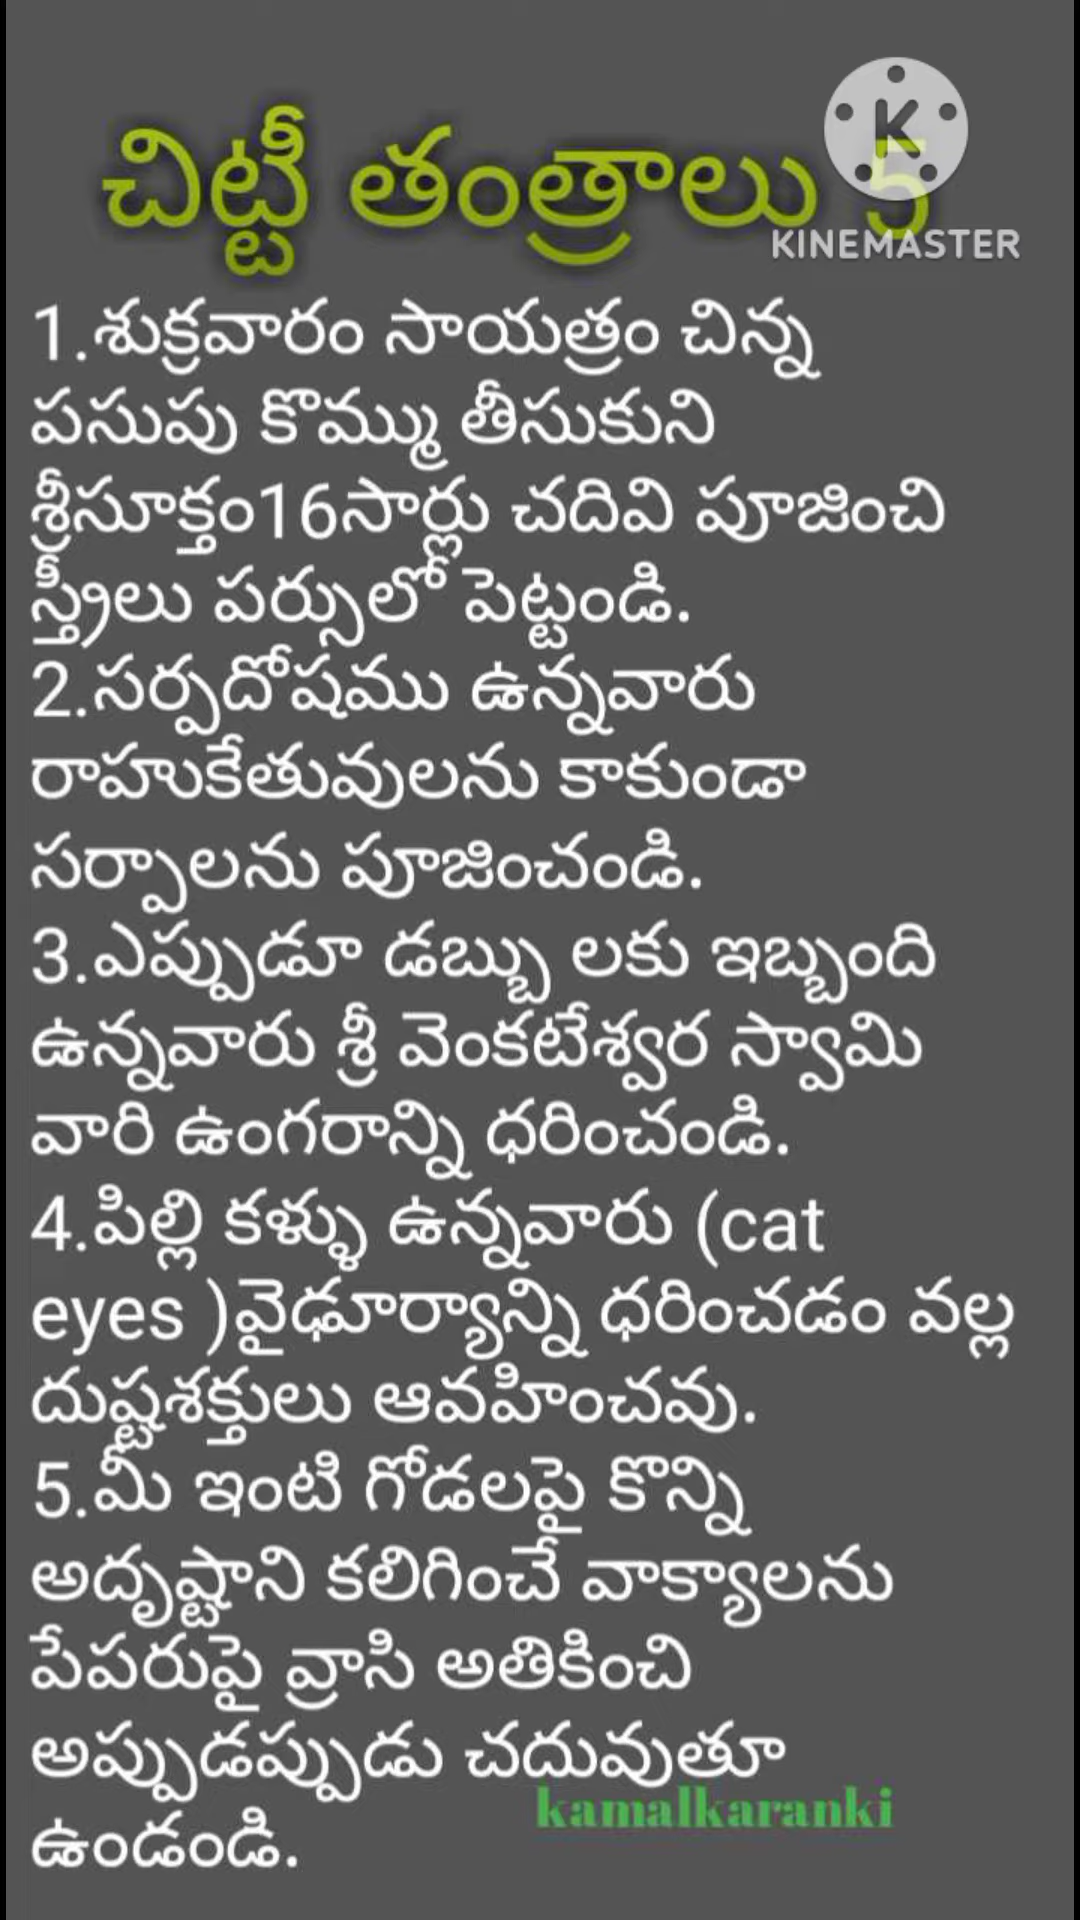 చిట్టీ తంత్రాలు 5
K
KINEMASTER
1.శుక్రవారం సాయత్రం చిన్న
పసుపు కొమ్ము తీసుకుని
శ్రీసూక్తం16సార్లు చదివి పూజించి
స్త్రీలు పర్సులో పెట్టండి.
2.సర్పదోషము ఉన్నవారు
రాహుకేతువులను కాకుండా
సర్పాలను పూజించండి.
3.ఎప్పుడూ డబ్బు లకు ఇబ్బంది
ఉన్నవారు శ్రీ వెంకటేశ్వర స్వామి
వారి ఉంగరాన్ని ధరించండి.
4.పిల్లి కళ్ళు ఉన్నవారు (cat
eyes )వైఢూర్యాన్ని ధరించడం వల్ల
దుష్టశక్తులు ఆవహించవు.
5.మీ ఇంటి గోడలపై కొన్ని
అదృష్టాని కలిగించే వాక్యాలను
పేపరుపై వ్రాసి అతికించి
అప్పుడప్పుడు చదువుతూ
kamalkaranki
ఉండండి.